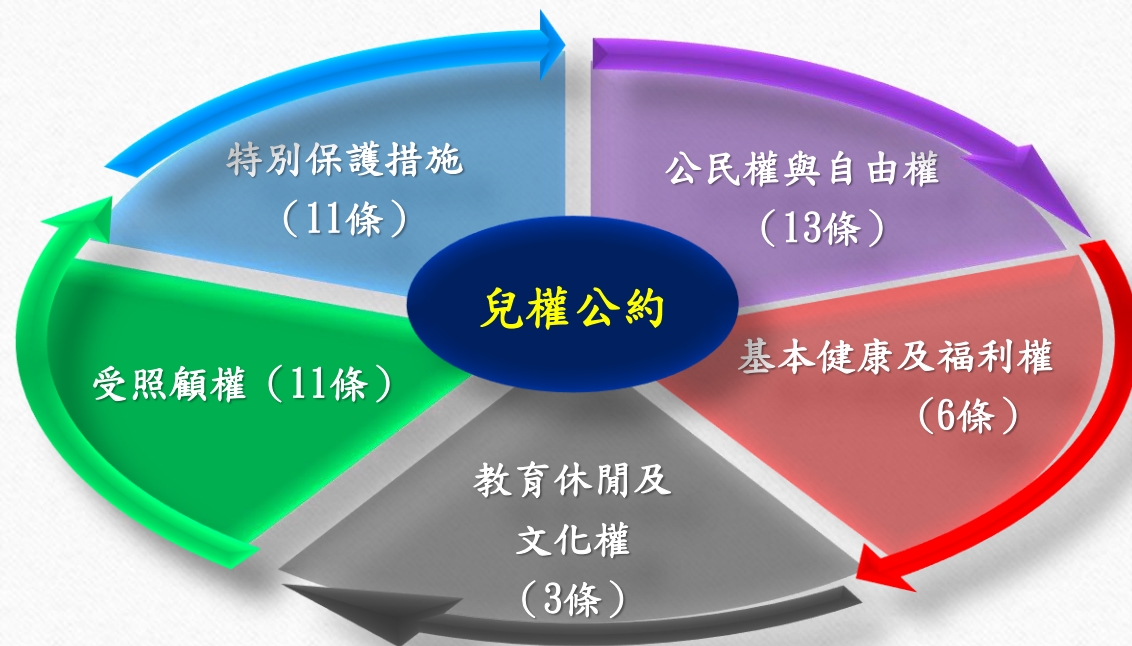 特別保護措施
（11條）
公民權與自由權
（13條）
兒權公約
受照顧權（11條）
基本健康及福利權
（6條）
教育休閒及
文化權
（3條）